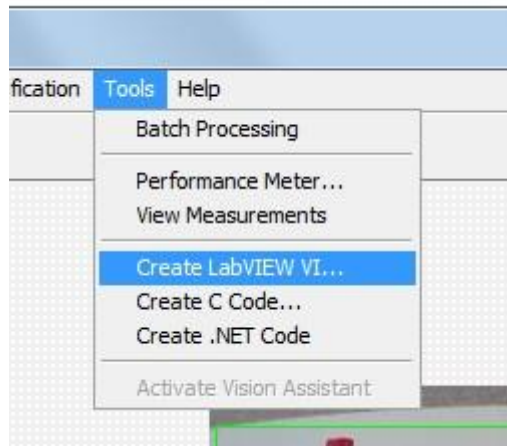 fication Tools Help
Batch Processing
Performance Meter...
View Measurements
Create LabVIEW VI...
Create C Code...
Create .NET Code
Activate Vision Assistant